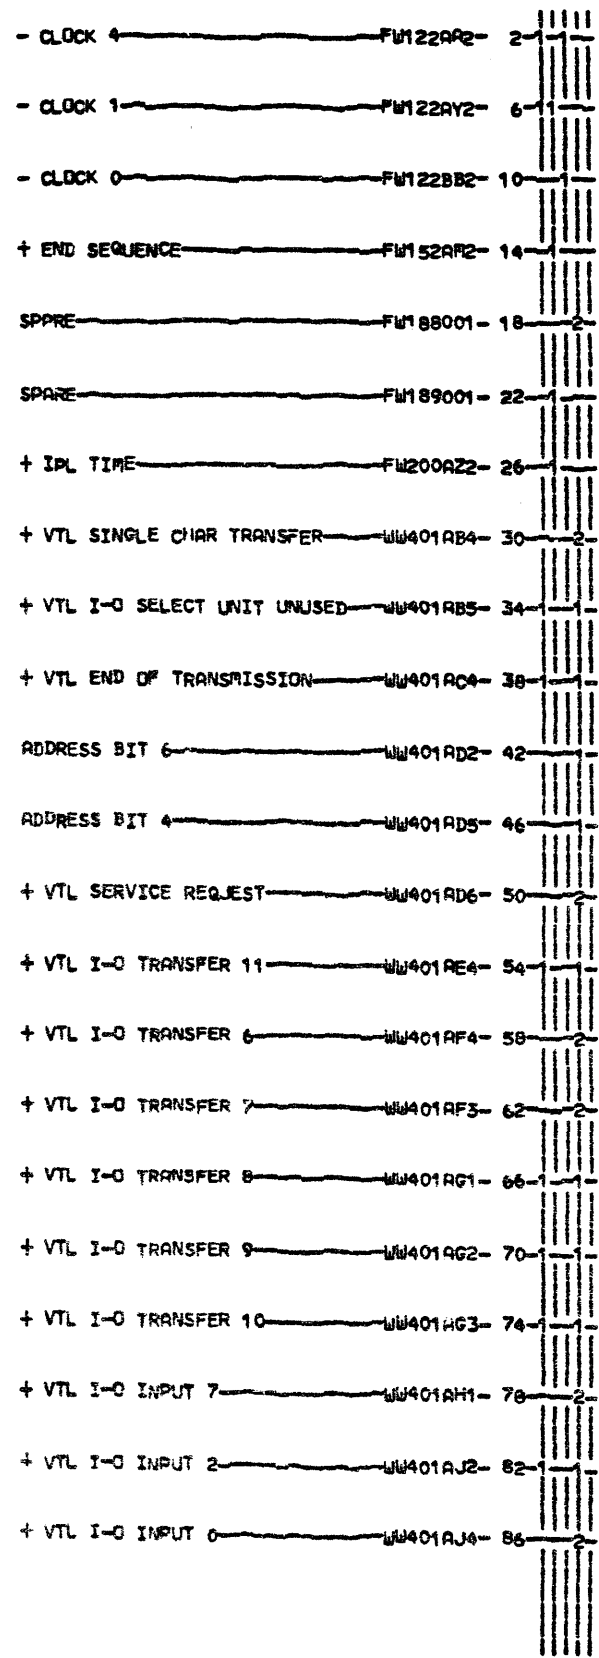 - CLOCK 4 FW122AA2- 2-1-1-
- CLOCK 1 FW122AY2- 6-11-
- CLOCK 0 FW122BB2- 10-1-
+ END SEQUENCE FW152AM2- 14-1-
SPPRE FW188001- 18-2-
SPARE FW189001- 22-1-
+ IPL TIME FW200AZ2- 26-1-
+ VTL SINGLE CHAR TRANSFER WW401AB4- 30-2-
+ VTL I-O SELECT UNIT UNUSED WW401AB5- 34-1-1-
+ VTL END OF TRANSMISSION WW401AC4- 38-1-1-
ADDRESS BIT 6 WW401AD2- 42-1-
ADDRESS BIT 4 WW401AD5- 46-1-
+ VTL SERVICE REQUEST WW401AD6- 50-2-
+ VTL I-O TRANSFER 11 WW401AE4- 54-1-1-
+ VTL I-O TRANSFER 6 WW401AF4- 58-2-
+ VTL I-O TRANSFER 7 WW401AF3- 62-2-
+ VTL I-O TRANSFER 8 WW401AG1- 66-1-1-
+ VTL I-O TRANSFER 9 WW401AG2- 70-1-1-
+ VTL I-O TRANSFER 10 WW401AG3- 74-1-1-
+ VTL I-O INPUT 7 WW401AH1- 78-2-
+ VTL I-O INPUT 2 WW401AJ2- 82-1-1-
+ VTL I-O INPUT 0 WW401AJ4- 86-2-